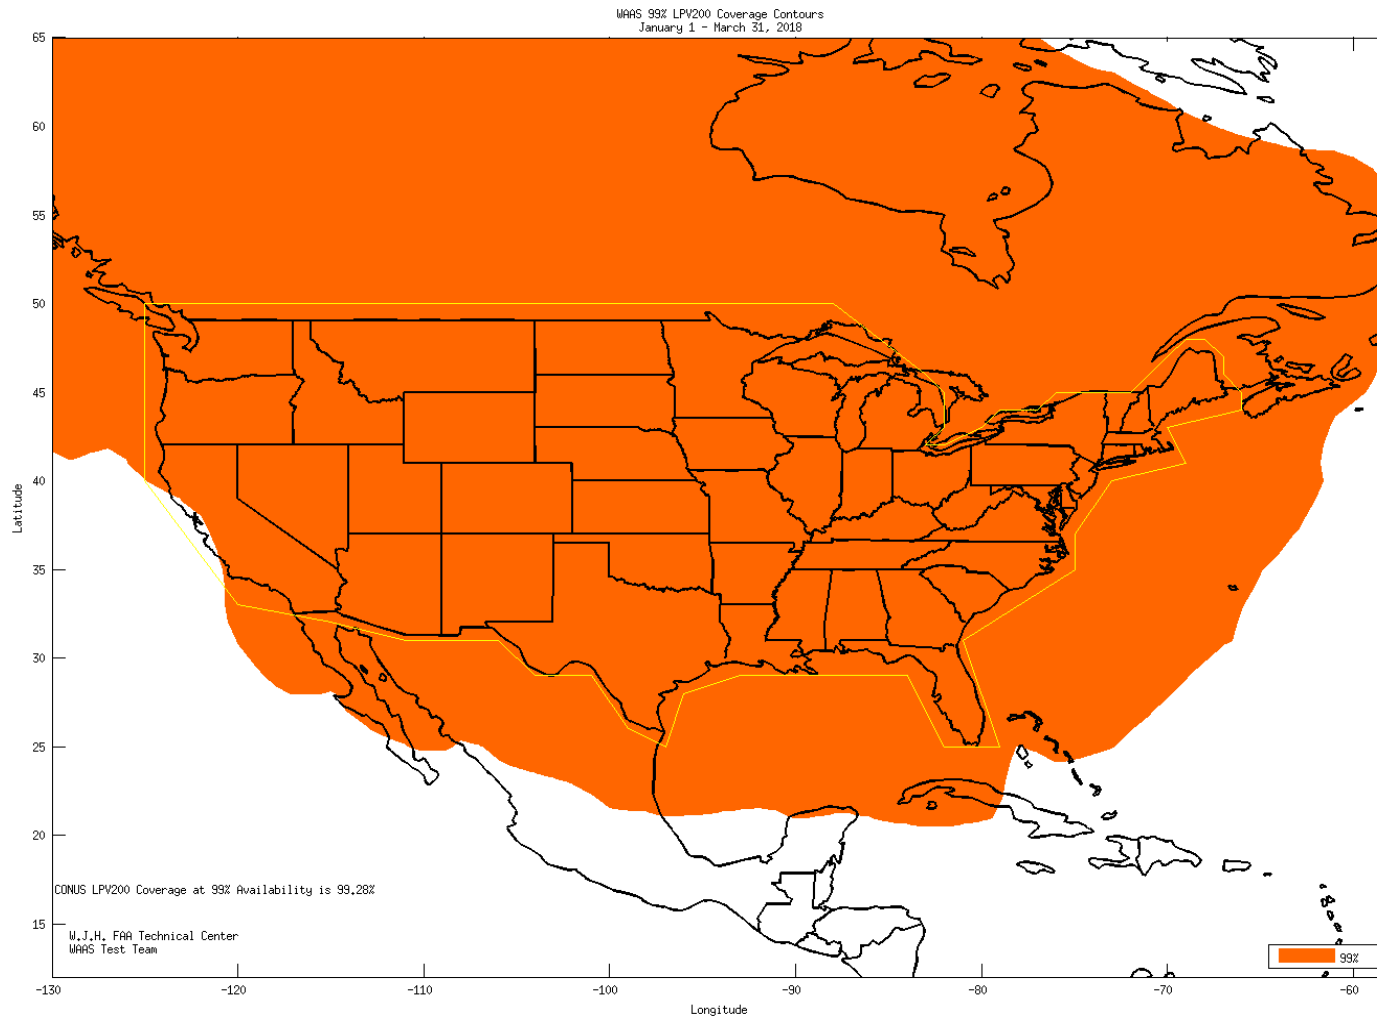 WAAS 99% LPV200 Coverage Contours
January 1 - March 31, 2018
65
60
55
50
45
40
35
30
25
20
15
Latitude
CONUS LPV200 Coverage at 99% Availability is 99.28%
W.J.H. FAA Technical Center
WAAS Test Team
99%
-130 -120 -110 -100 -90 -80 -70 -60
Longitude